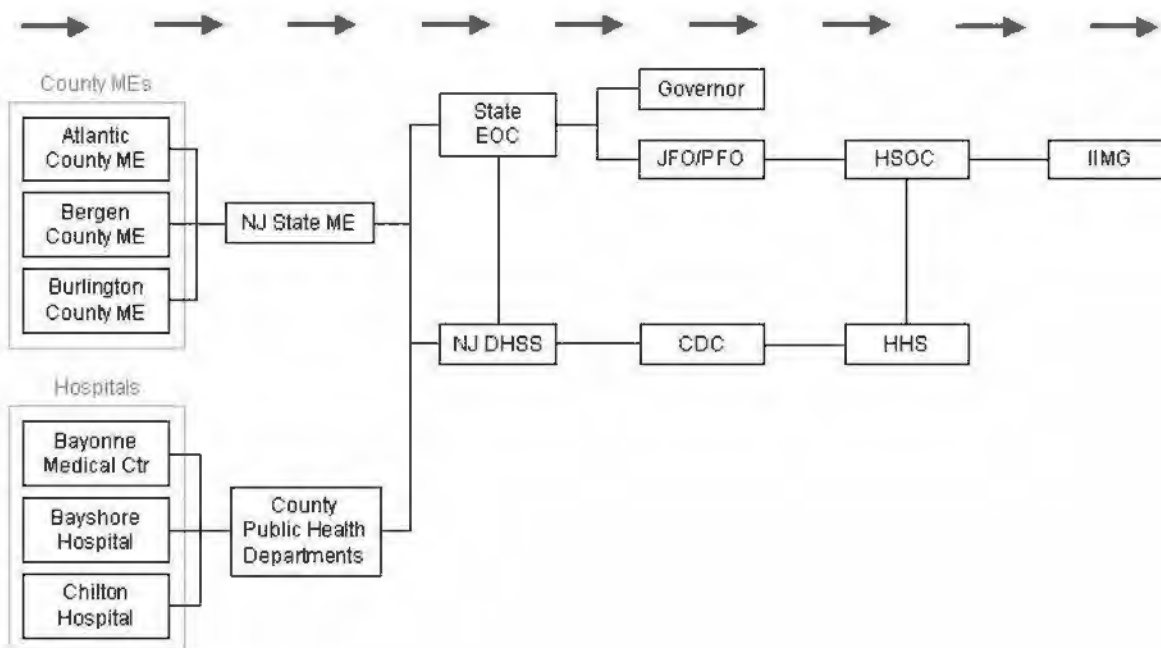 County MEs
Atlantic
County ME
Bergen
County ME
Burlington
County ME
NJ State ME
State
EOC
Governor
JFO/PFO
HSOC
IIMG
NJ DHSS
CDC
HHS
Hospitals
Bayonne
Medical Ctr
Bayshore
Hospital
Chilton
Hospital
County
Public Health
Departments